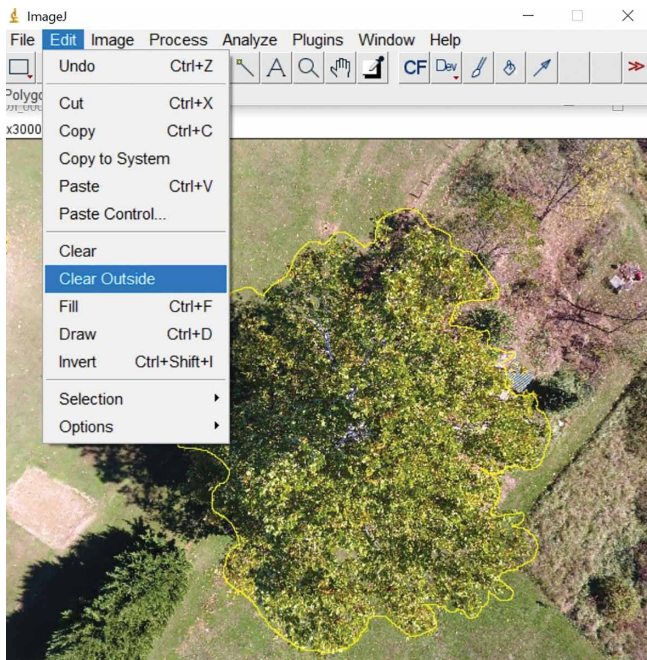 ImageJ
File Edit Image Process Analyze Plugins Window Help
CF Dev
Polygo
x3000
Undo Ctrl+Z
Cut Ctrl+X
Copy Ctrl+C
Copy to System
Paste Ctrl+V
Paste Control...
Clear
Clear Outside
Fill Ctrl+F
Draw Ctrl+D
Invert Ctrl+Shift+I
Selection
Options